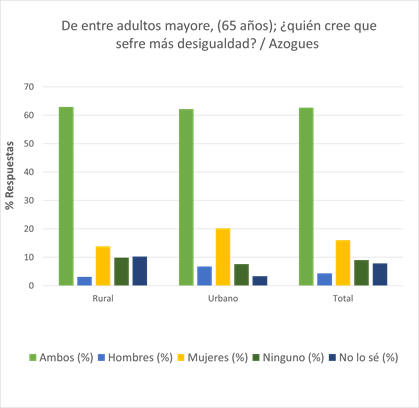 De entre adultos mayore, (65 años); ¿quién cree que
sefre más desigualdad? / Azogues
% Respuestas
70
60
50
40
30
20
10
0
Rural Urbano Total
Ambos (%) Hombres (%) Mujeres (%) Ninguno (%) No lo sé (%)